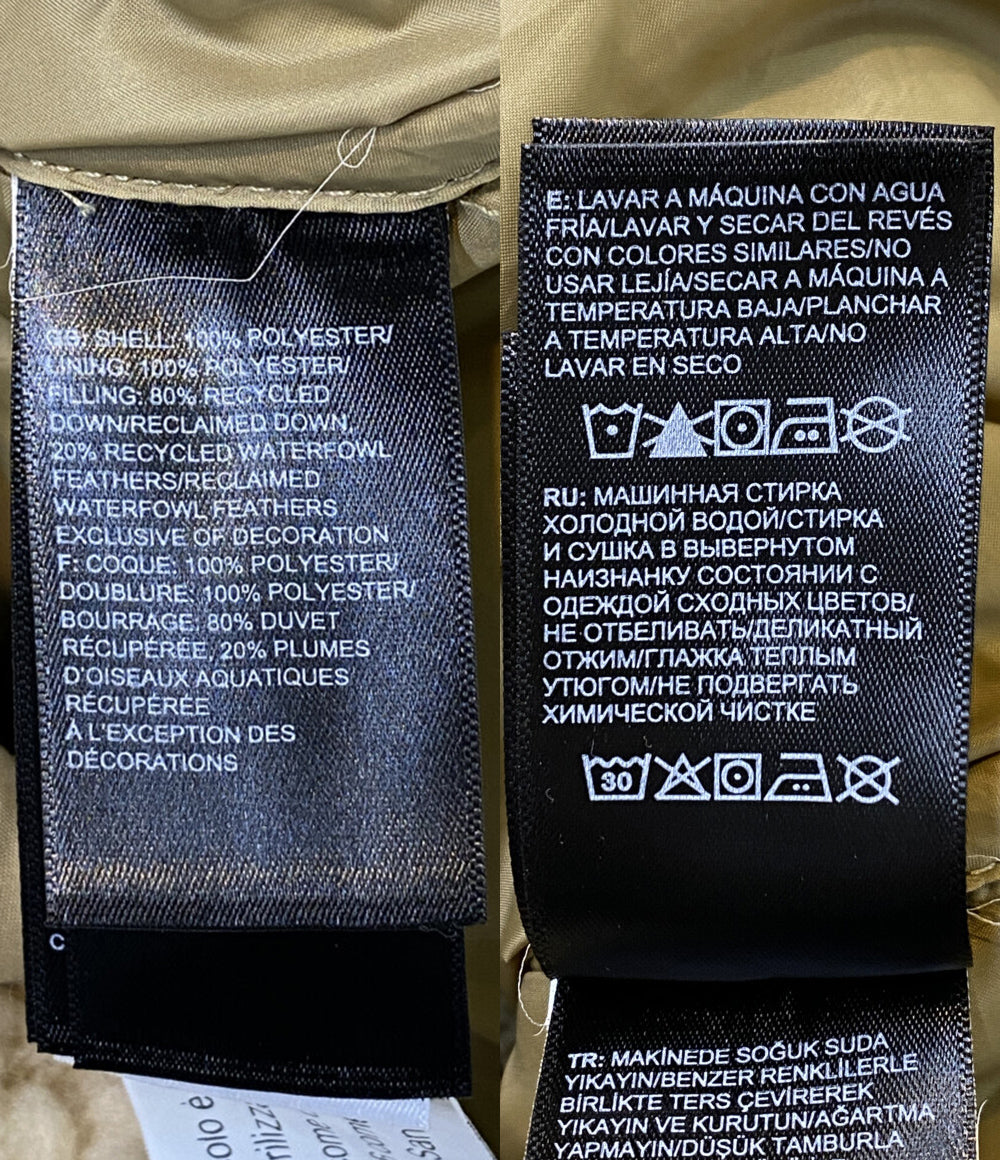 GB: SHELL: 100% POLYESTER/
LINING: 100% POLYESTER/
FILLING: 80% RECYCLED
DOWN/RECLAIMED DOWN,
20% RECYCLED WATERFOWL
FEATHERS/RECLAIMED
WATERFOWL FEATHERS
EXCLUSIVE OF DECORATION
F: COQUE: 100% POLYESTER/
DOUBLURE: 100% POLYESTER/
BOURRAGE: 80% DUVET
RÉCUPÉRÉE, 20% PLUMES
D'OISEAUX AQUATIQUES
RÉCUPÉRÉE
À L'EXCEPTION DES
DÉCORATIONS
C
olo è
E: LAVAR A MÁQUINA CON AGUA
FRÍA/LAVAR Y SECAR DEL REVÉS
CON COLORES SIMILARES/NO
USAR LEJÍA/SECAR A MÁQUINA A
TEMPERATURA BAJA/PLANCHAR
A TEMPERATURA ALTA/NO
LAVAR EN SECO
RU: МАШИННАЯ СТИРКА
ХОЛОДНОЙ ВОДОЙ/СТИРКА
И СУШКА В ВЫВЕРНУТОМ
НАИЗНАНКУ СОСТОЯНИИ С
ОДЕЖДОЙ СХОДНЫХ ЦВЕТОВ/
НЕ ОТБЕЛИВАТЬ/ДЕЛИКАТНЫЙ
ОТЖИМ/ГЛАЖКА ТЕПЛЫМ
УТЮГОМ/НЕ ПОДВЕРГАТЬ
ХИМИЧЕСКОЙ ЧИСТКЕ
30
TR: MAKİNEDE SOĞUK SUDA
YIKAYIN/BENZER RENKLİLERLE
BİRLİKTE TERS ÇEVİREREK
YIKAYIN VE KURUTUN/AĞARTMA
YAPMAYIN/DÜŞÜK TAMBURLA